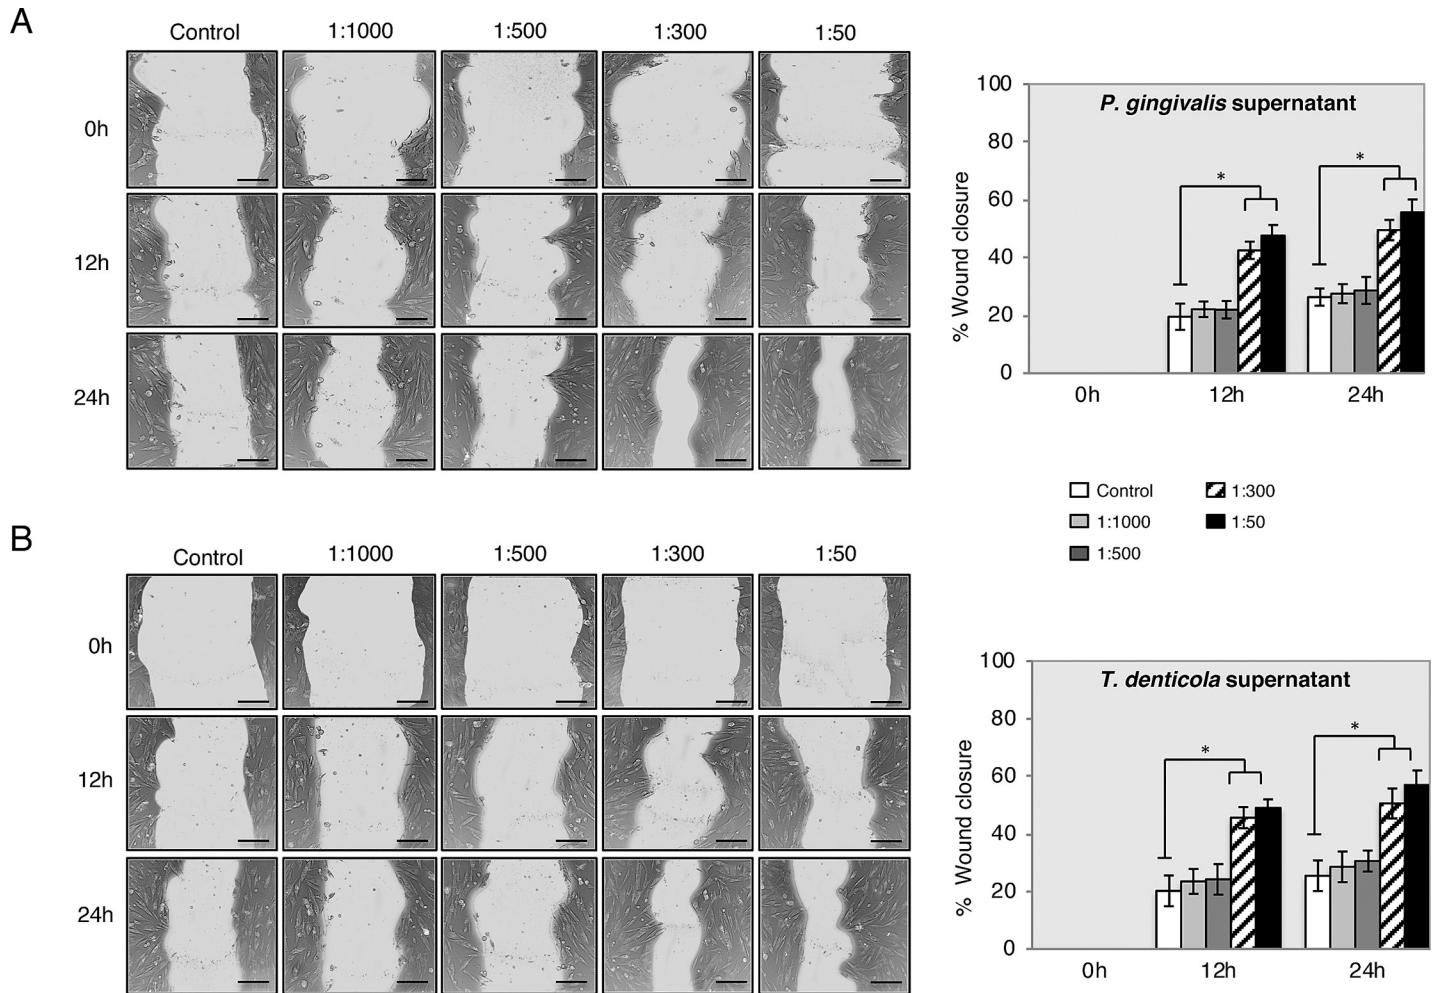 A
Control 1:1000 1:500 1:300 1:50
0h
12h
24h
P. gingivalis supernatant
% Wound closure
100
80
60
40
20
0
* *
0h 12h 24h
Control 1:300
1:1000 1:50
1:500
B
Control 1:1000 1:500 1:300 1:50
0h
12h
24h
T. denticola supernatant
% Wound closure
100
80
60
40
20
0
* *
0h 12h 24h